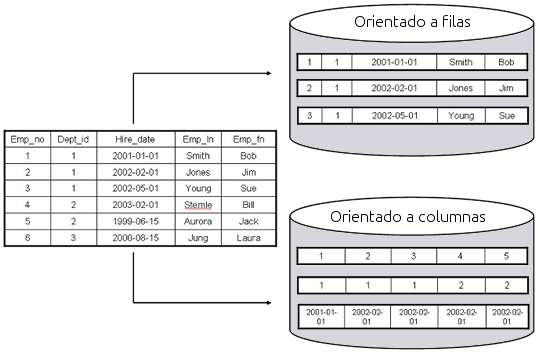 Orientado a filas
1 1 2001-01-01 Smith Bob
2 1 2002-02-01 Jones Jim
3 1 2002-05-01 Young Sue
Emp_no Dept_id Hire_date Emp_ln Emp_fn
1 1 2001-01-01 Smith Bob
2 1 2002-02-01 Jones Jim
3 1 2002-05-01 Young Sue
4 2 2003-02-01 Stemle Bill
5 2 1999-06-15 Aurora Jack
6 3 2000-08-15 Jung Laura
Orientado a columnas
1 2 3 4 5
1 1 1 2 2
2001-01- 2002-02- 2002-02- 2002-02- 2002-02-
01 01 01 01 01